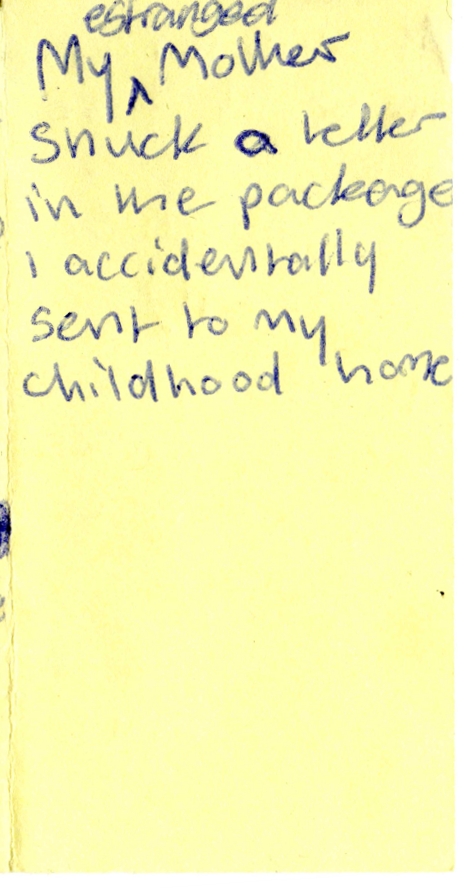 estranged
My ^ Mother
snuck a letter
in the package
i accidentally
sent to my
childhood home